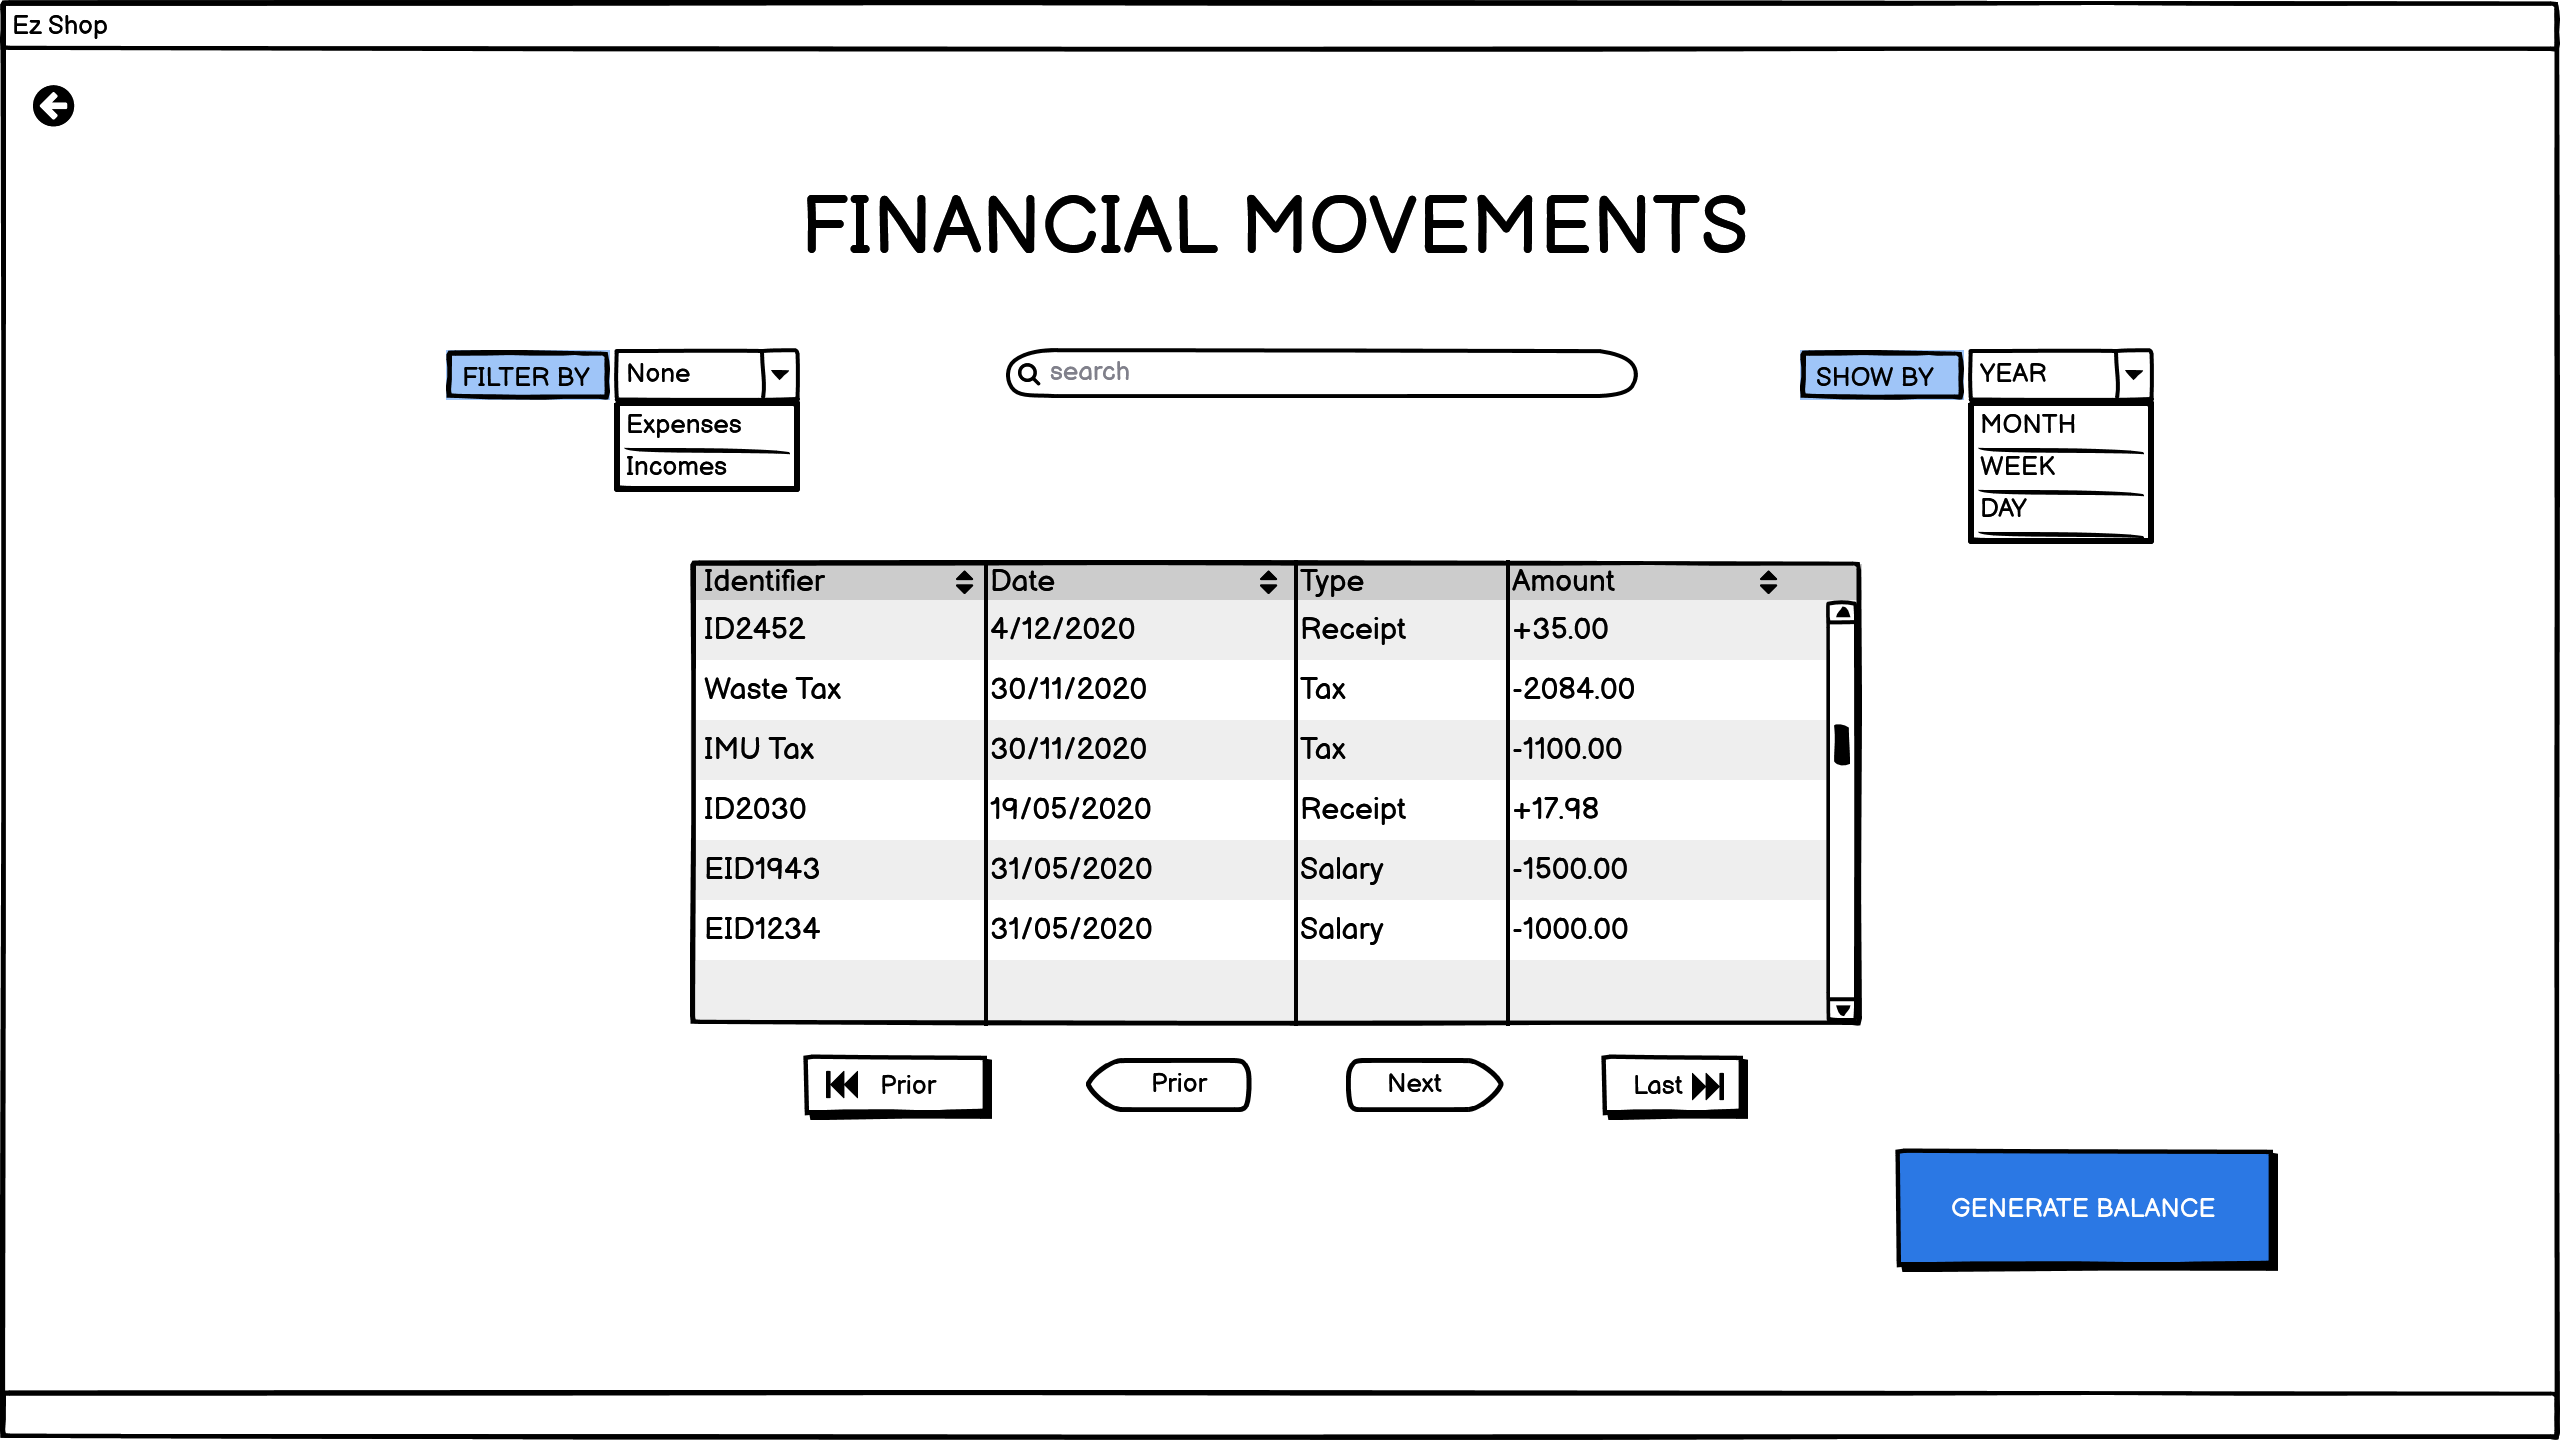 Ez Shop
FINANCIAL MOVEMENTS
FILTER BY None search SHOW BY YEAR
Expenses MONTH
Incomes WEEK
DAY
Identifier Date Type Amount
ID2452 4/12/2020 Receipt +35.00
Waste Tax 30/11/2020 Tax -2084.00
IMU Tax 30/11/2020 Tax -1100.00
ID2030 19/05/2020 Receipt +17.98
EID1943 31/05/2020 Salary -1500.00
EID1234 31/05/2020 Salary -1000.00
Prior Prior Next Last
GENERATE BALANCE